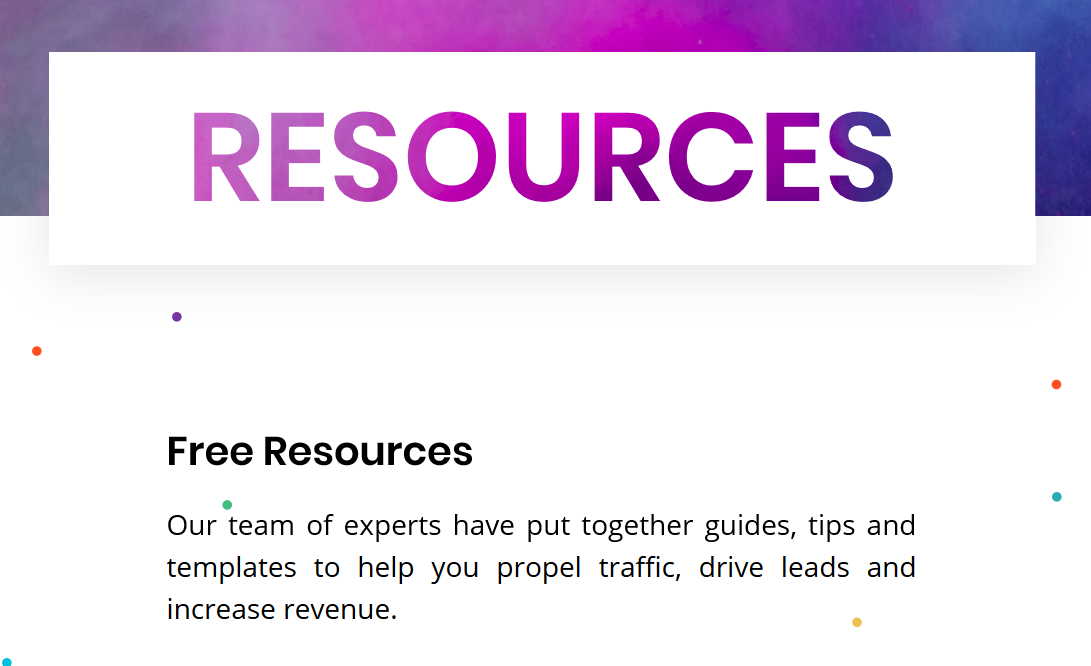 RESOURCES
Free Resources
Our team of experts have put together guides, tips and
templates to help you propel traffic, drive leads and
increase revenue.